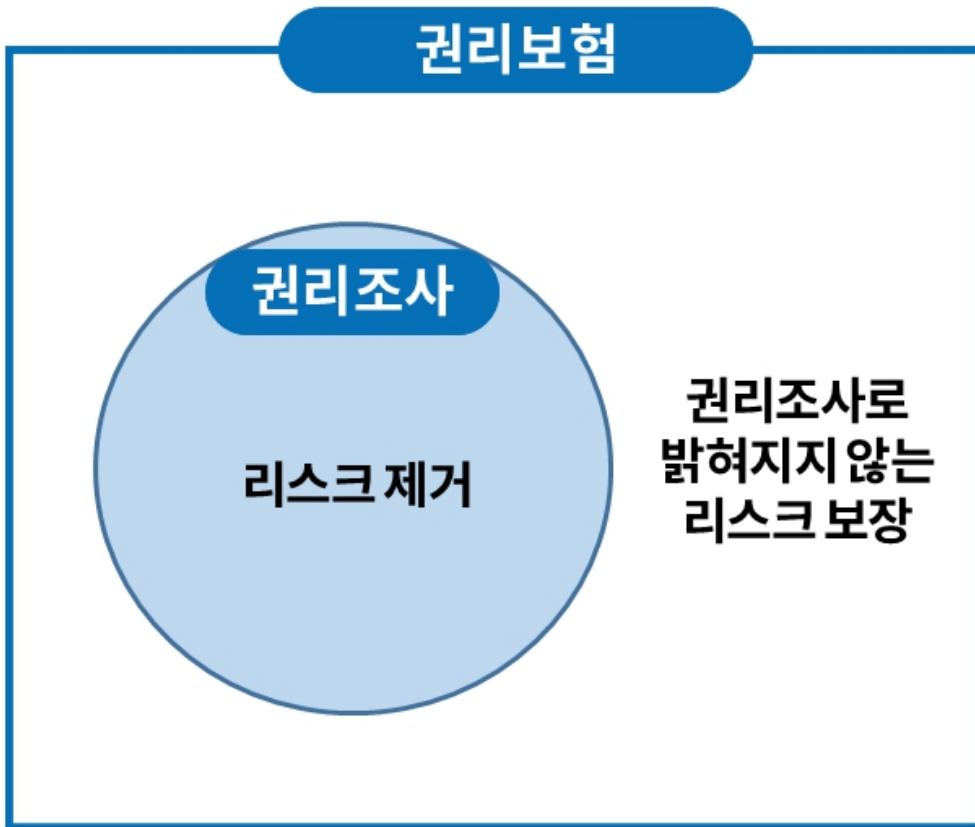 권리보험
권리조사
리스크 제거
권리조사로
밝혀지지 않는
리스크 보장